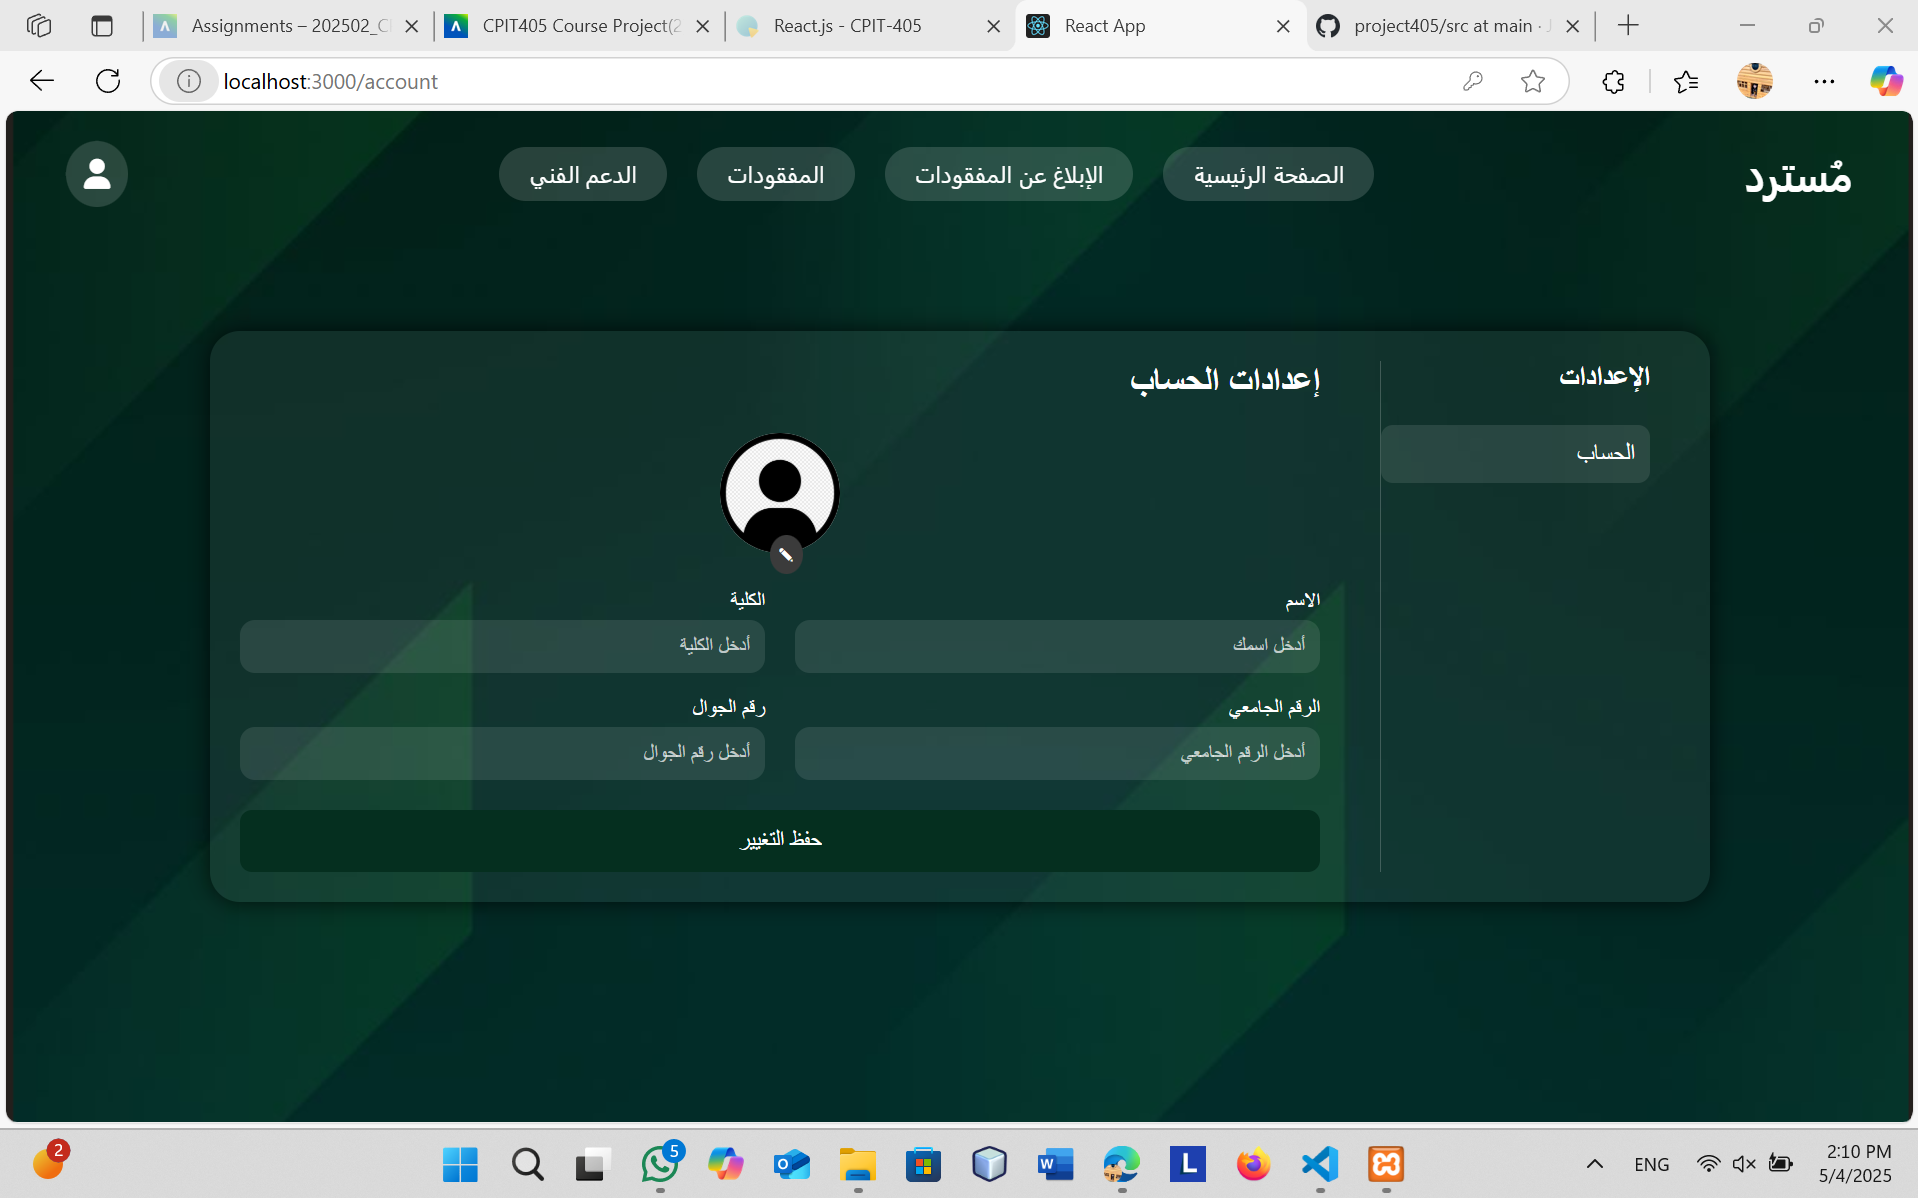 Assignments – 202502_C
CPIT405 Course Project(2
React.js - CPIT-405
React App
project405/src at main ·
localhost:3000/account
مُسترد
الصفحة الرئيسية
الإبلاغ عن المفقودات
المفقودات
الدعم الفني
الإعدادات
الحساب
إعدادات الحساب
الاسم
الكلية
أدخل اسمك
أدخل الكلية
الرقم الجامعي
رقم الجوال
أدخل الرقم الجامعي
أدخل رقم الجوال
حفظ التغيير
2
5
W
L
ENG
2:10 PM
5/4/2025